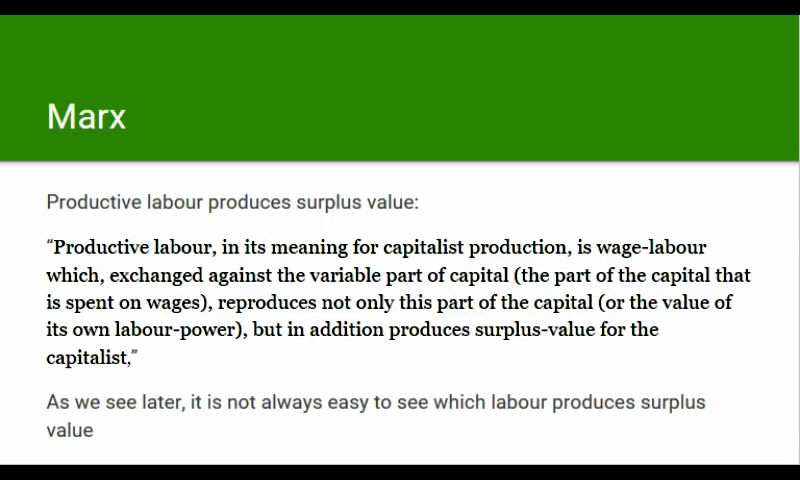 Marx
Productive labour produces surplus value:
“Productive labour, in its meaning for capitalist production, is wage-labour
which, exchanged against the variable part of capital (the part of the capital that
is spent on wages), reproduces not only this part of the capital (or the value of
its own labour-power), but in addition produces surplus-value for the
capitalist,”
As we see later, it is not always easy to see which labour produces surplus
value